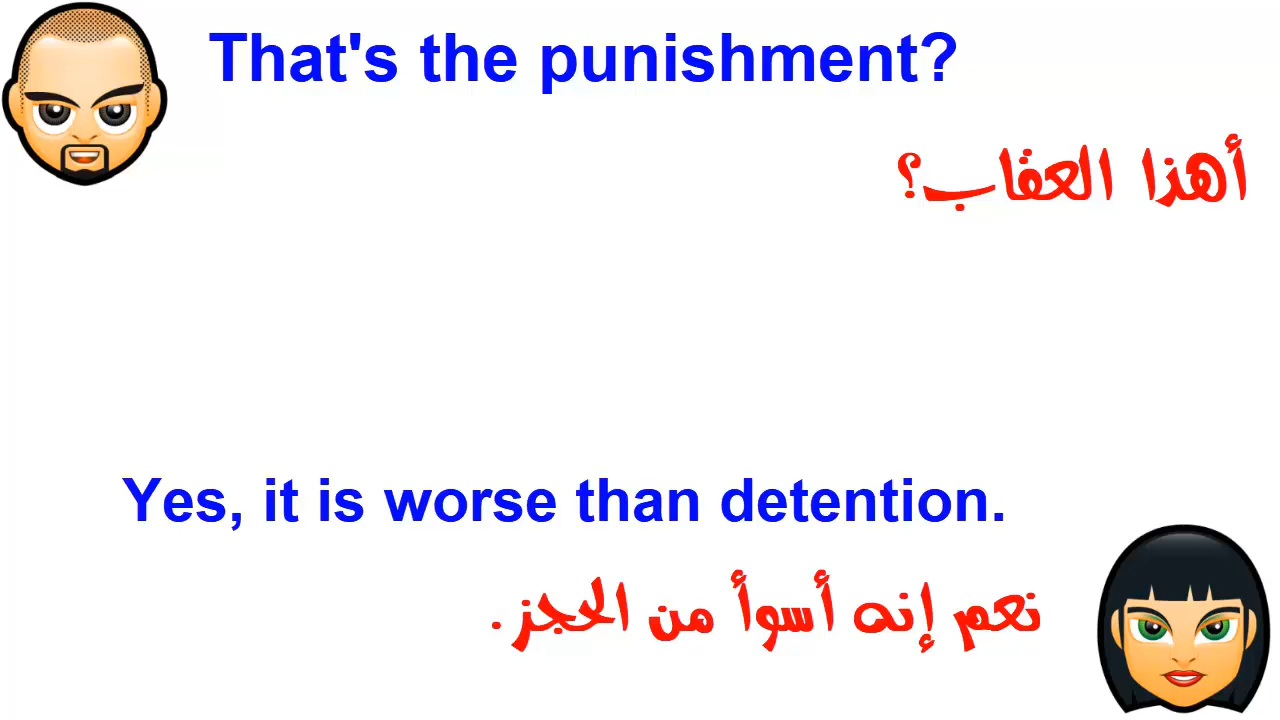 That's the punishment?
أهذا العقاب؟
Yes, it is worse than detention.
نعم إنه أسوأ من الحجز.